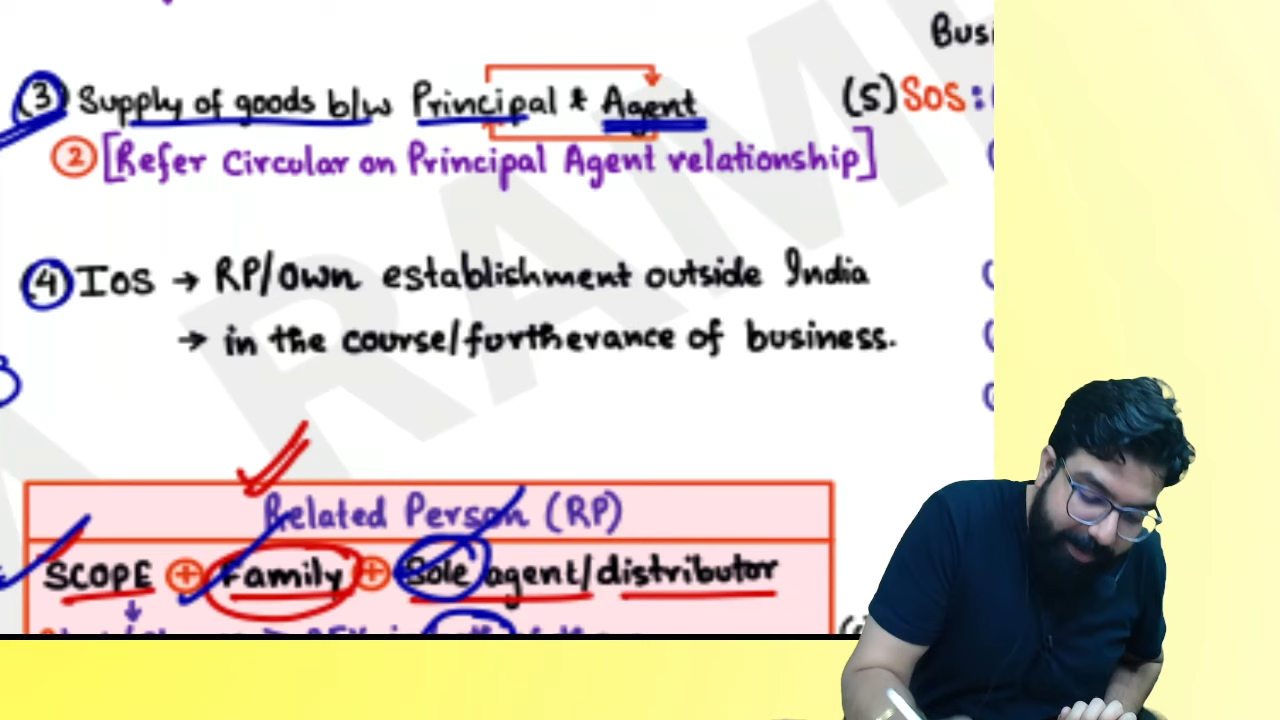 Busi
(3) Supply of goods b/w Principal & Agent
(5) SOS:
② [Refer Circular on Principal Agent relationship]
(4) IOS → RP/own establishment outside India
→ in the course/furtherance of business.
Related Person (RP)
SCOPE + Family + Sole agent/distributor